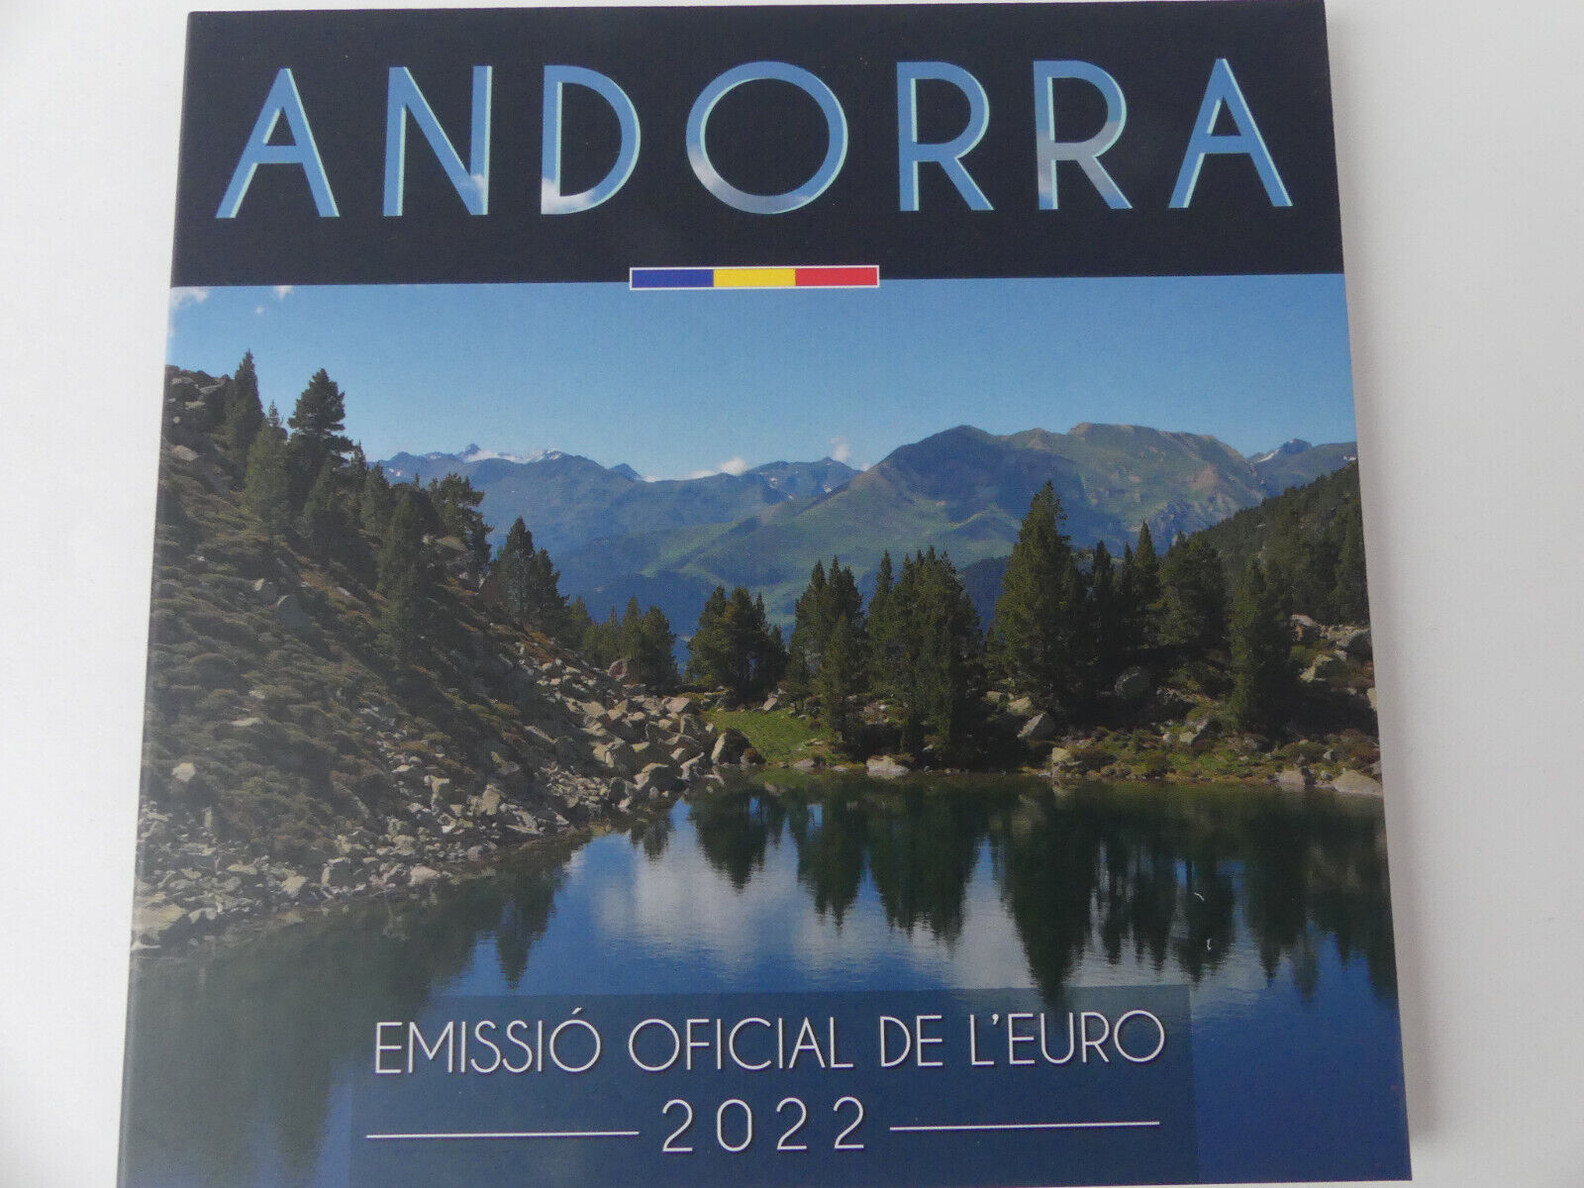 ANDORRA
EMISSIÓ OFICIAL DE L'EURO
2022